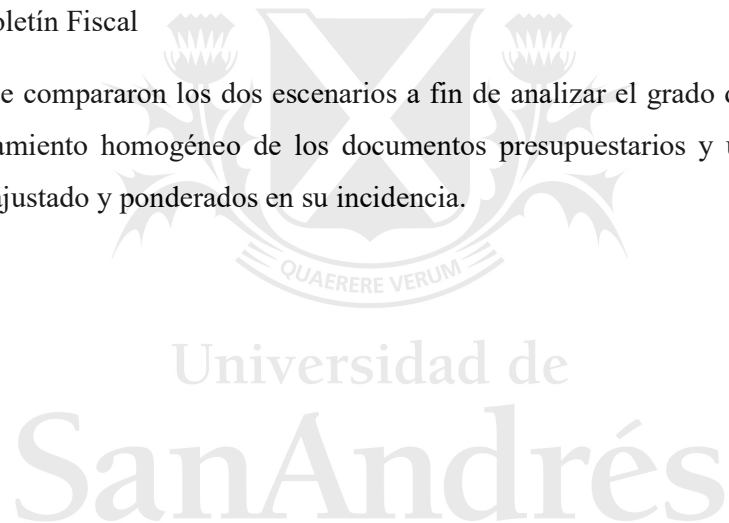 oletín Fiscal
e compararon los dos escenarios a fin de analizar el grado
amiento homogéneo de los documentos presupuestarios y
justado y ponderados en su incidencia.
QUAERERE VERUM
Universidad de
SanAndrés